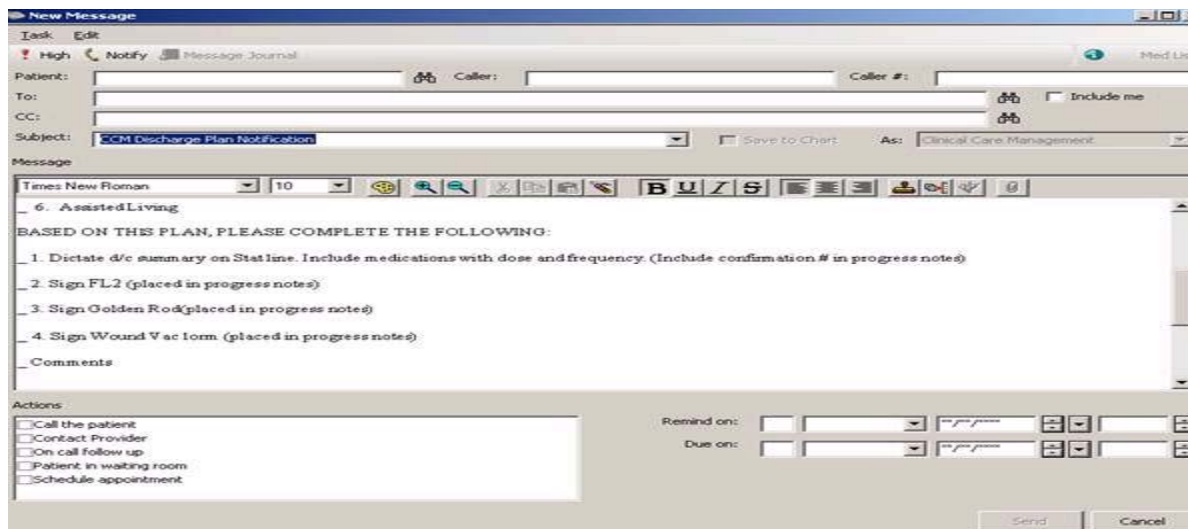 New Message
Task Edit
High Notify Message Journal Med Lis
Patient: Caller: Caller #:
To: Include me
CC:
Subject: CCM Discharge Plan Notification Save to Chart As: Clinical Care Management
Message
Times New Roman 10 B U I S
_ 6. Assisted Living
BASED ON THIS PLAN, PLEASE COMPLETE THE FOLLOWING:
_ 1. Dictate d/c summary on Stat line. Include medications with dose and frequency. (Include confirmation # in progress notes)
_ 2. Sign FL2 (placed in progress notes)
_ 3. Sign Golden Rod(placed in progress notes)
_ 4. Sign Wound Vac form. (placed in progress notes)
_ Comments
Actions
Call the patient
Contact Provider
On call follow up
Patient in waiting room
Schedule appointment
Remind on: **/**/****
Due on: **/**/****
Send Cancel